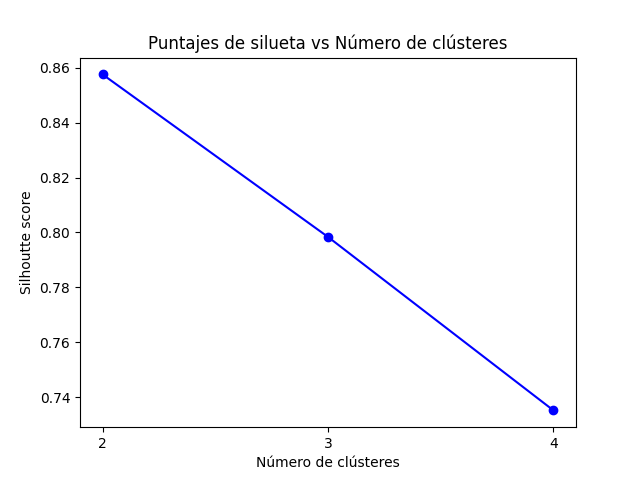 Puntajes de silueta vs Número de clústeres
0.86
0.84
0.82
0.80
0.78
0.76
0.74
Silhoutte score
2 3 4
Número de clústeres